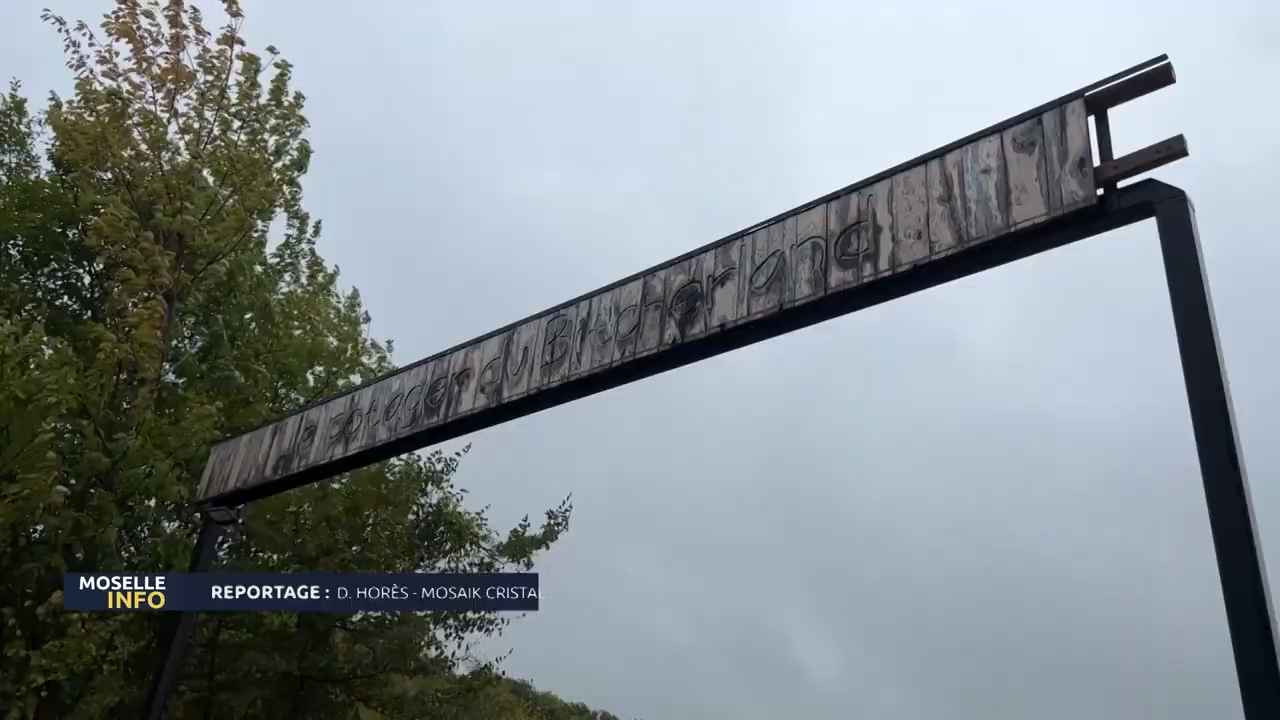 Le potager du Bitcherland
MOSELLE
INFO
REPORTAGE : D. HORÈS - MOSAIK CRISTAL